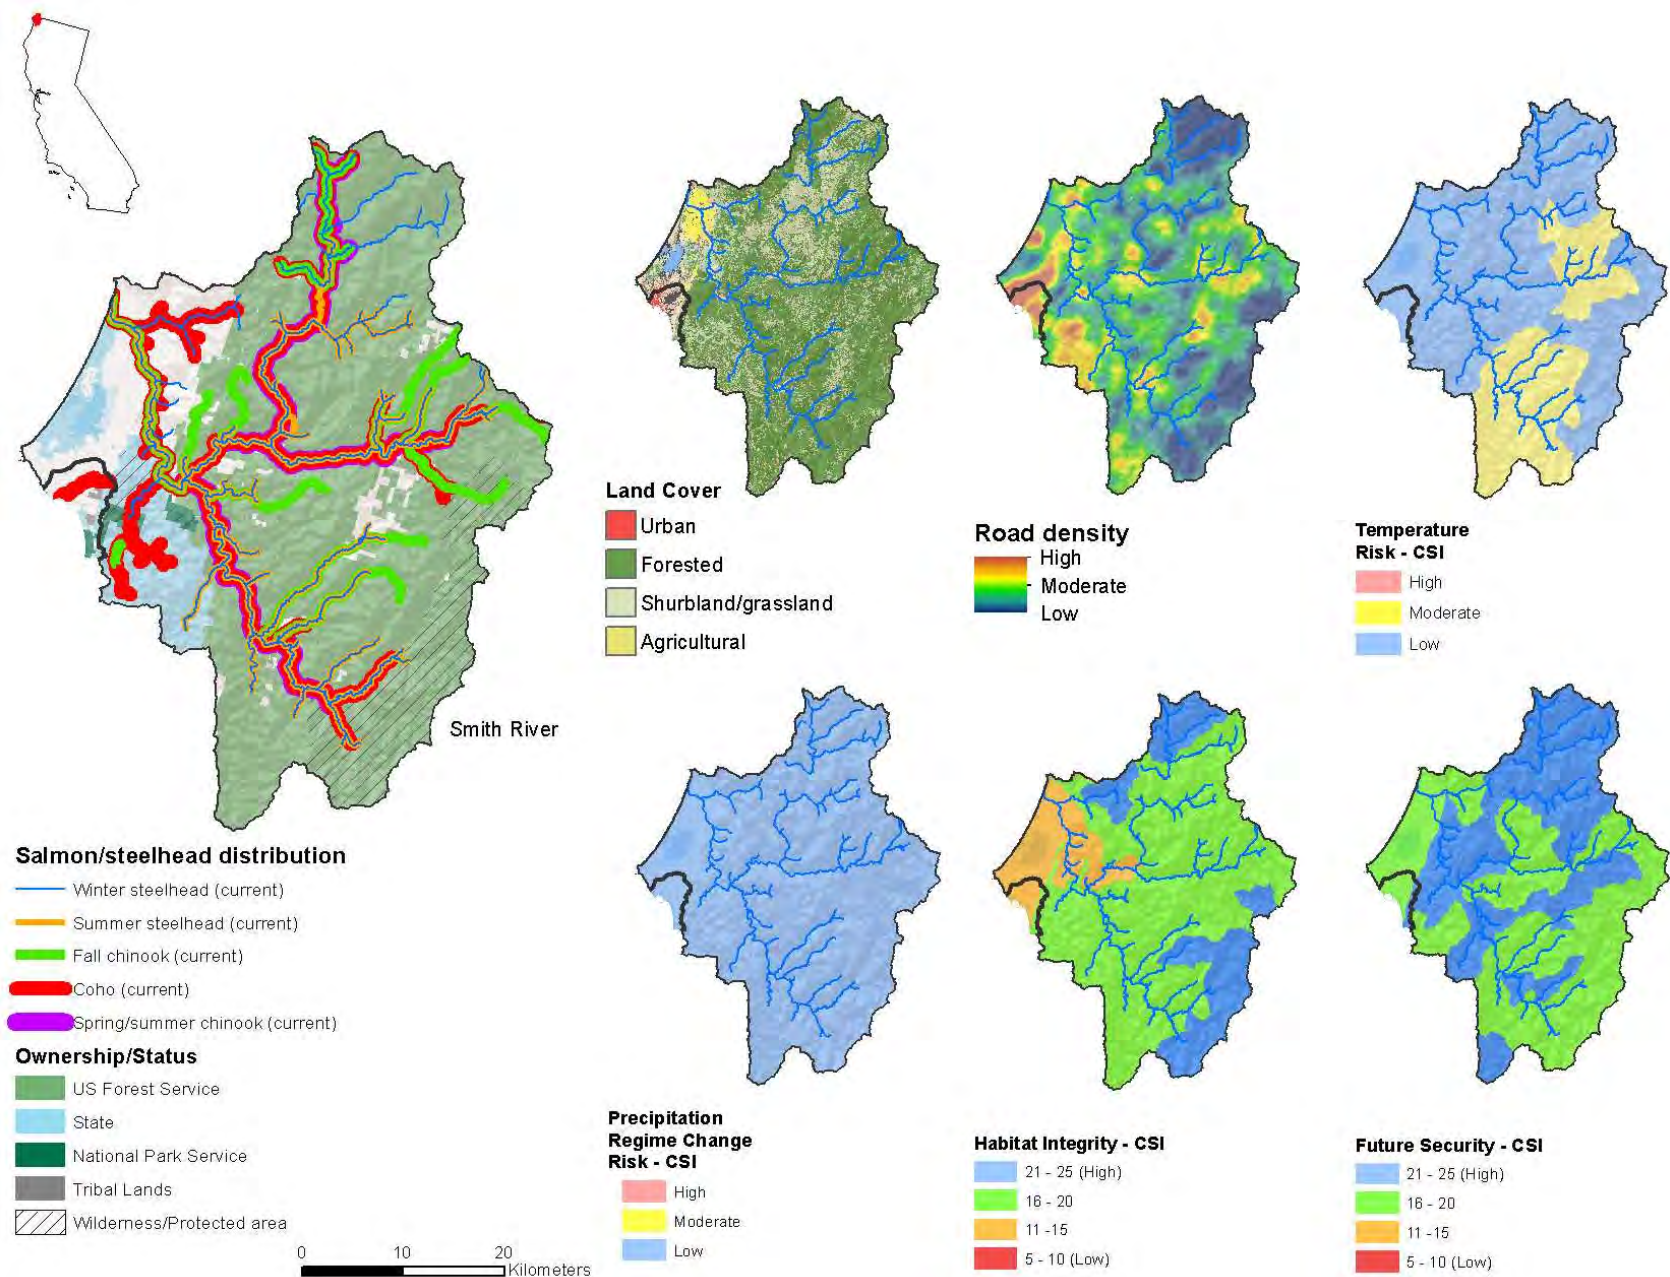 Smith River
Salmon/steelhead distribution
Winter steelhead (current)
Summer steelhead (current)
Fall chinook (current)
Coho (current)
Spring/summer chinook (current)
Ownership/Status
US Forest Service
State
National Park Service
Tribal Lands
Wilderness/Protected area
0 10 20
Kilometers
Land Cover
Urban
Forested
Shurbland/grassland
Agricultural
Road density
High
Moderate
Low
Temperature
Risk - CSI
High
Moderate
Low
Precipitation
Regime Change
Risk - CSI
High
Moderate
Low
Habitat Integrity - CSI
21 - 25 (High)
16 - 20
11 -15
5 - 10 (Low)
Future Security - CSI
21 - 25 (High)
16 - 20
11 -15
5 - 10 (Low)